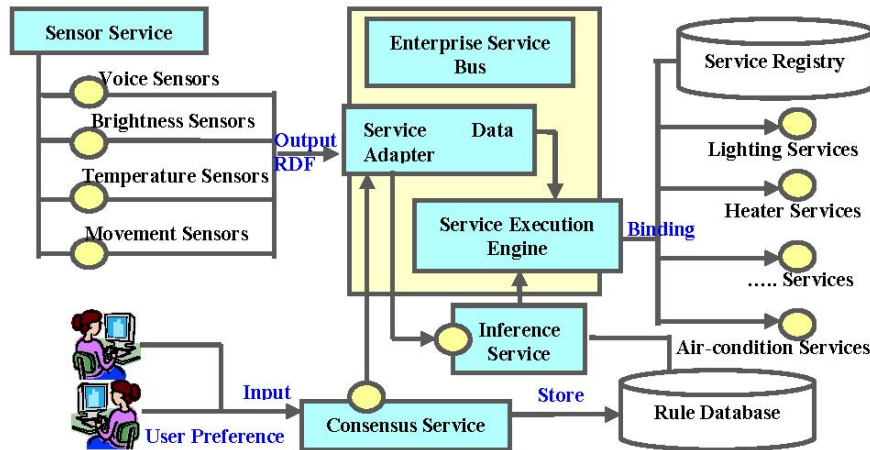 Sensor Service
Voice Sensors
Brightness Sensors
Temperature Sensors
Movement Sensors
Output
RDF
Enterprise Service
Bus
Service Data
Adapter
Service Execution
Engine
Binding
Service Registry
Lighting Services
Heater Services
..... Services
Air-condition Services
Inference
Service
Input
User Preference
Consensus Service
Store
Rule Database